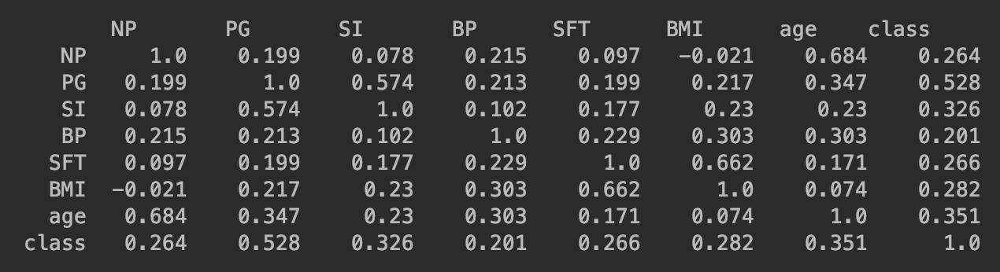 NP PG SI BP SFT BMI age class
NP 1.0 0.199 0.078 0.215 0.097 −0.021 0.684 0.264
PG 0.199 1.0 0.574 0.213 0.199 0.217 0.347 0.528
SI 0.078 0.574 1.0 0.102 0.177 0.23 0.23 0.326
BP 0.215 0.213 0.102 1.0 0.229 0.303 0.303 0.201
SFT 0.097 0.199 0.177 0.229 1.0 0.662 0.171 0.266
BMI −0.021 0.217 0.23 0.303 0.662 1.0 0.074 0.282
age 0.684 0.347 0.23 0.303 0.171 0.074 1.0 0.351
class 0.264 0.528 0.326 0.201 0.266 0.282 0.351 1.0